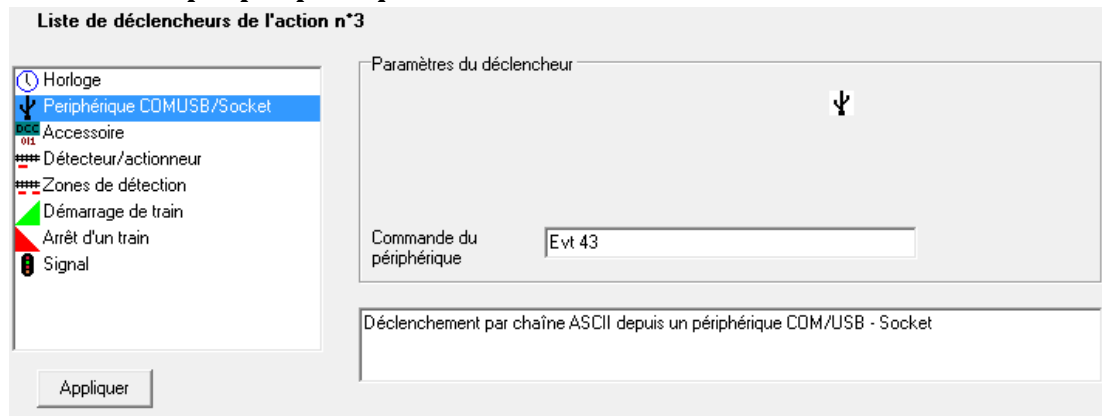 Liste de déclencheurs de l'action n°3
Paramètres du déclencheur
Horloge
Periphérique COMUSB/Socket
DCC
011
Accessoire
Détecteur/actionneur
Zones de détection
Démarrage de train
Arrêt d'un train
Signal
Commande du
périphérique
Evt 43
Déclenchement par chaîne ASCII depuis un périphérique COM/USB - Socket
Appliquer